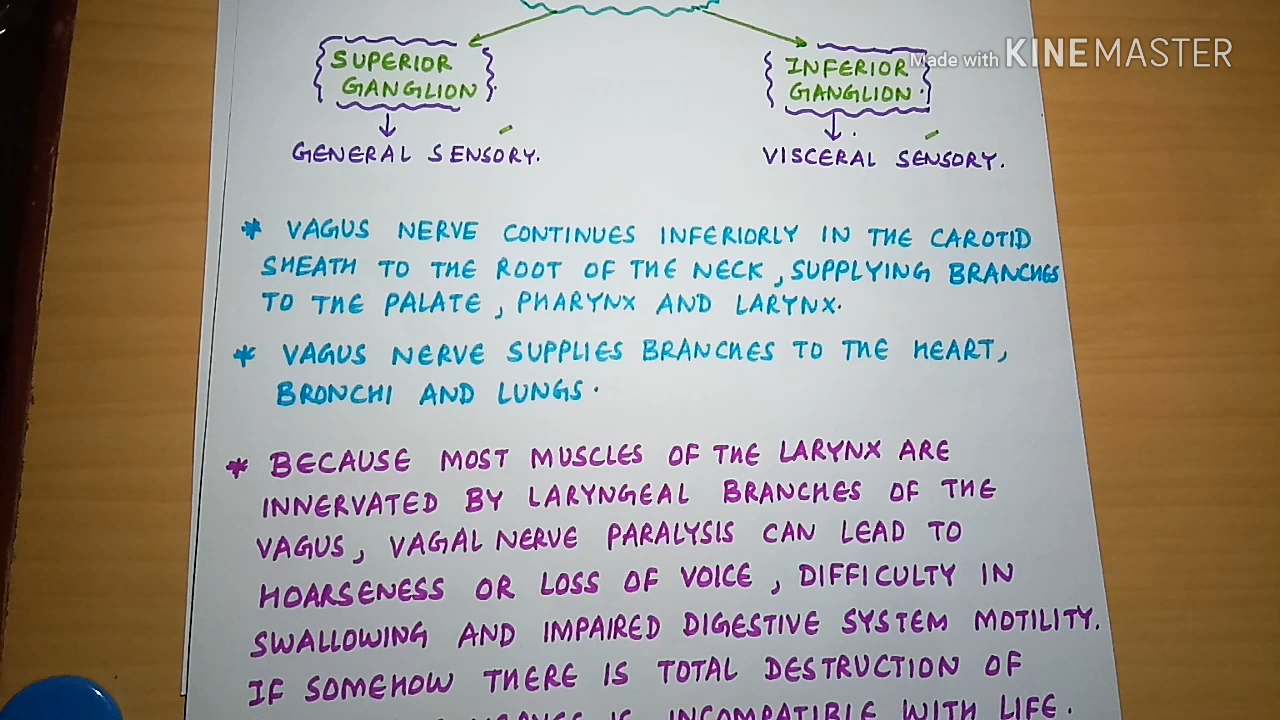 Made with KINEMASTER
SUPERIOR
GANGLION
INFERIOR
GANGLION.
GENERAL SENSORY.
VISCERAL SENSORY.
* VAGUS NERVE CONTINUES INFERIORLY IN THE CAROTID
SHEATH TO THE ROOT OF THE NECK, SUPPLYING BRANCHES
TO THE PALATE, PHARYNX AND LARYNX.
* VAGUS NERVE SUPPLIES BRANCHES TO THE HEART,
BRONCHI AND LUNGS.
* BECAUSE MOST MUSCLES OF THE LARYNX ARE
INNERVATED BY LARYNGEAL BRANCHES OF THE
VAGUS, VAGAL NERVE PARALYSIS CAN LEAD TO
HOARSENESS OR LOSS OF VOICE, DIFFICULTY IN
SWALLOWING AND IMPAIRED DIGESTIVE SYSTEM MOTILITY.
IF SOMEHOW THERE IS TOTAL DESTRUCTION OF
IS INCOMPATIBLE WITH LIFE.